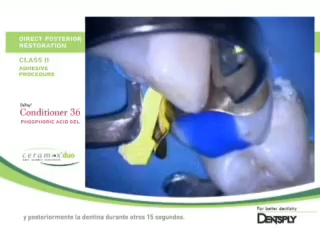 DIRECT POSTERIOR
RESTORATION
CLASS II
ADHESIVE
PROCEDURE
DeTrey®
Conditioner 36
PHOSPHORIC ACID GEL
ceram•x duo
For better dentistry
DENTSPLY
y posteriormente la dentina durante otros 15 segundos.